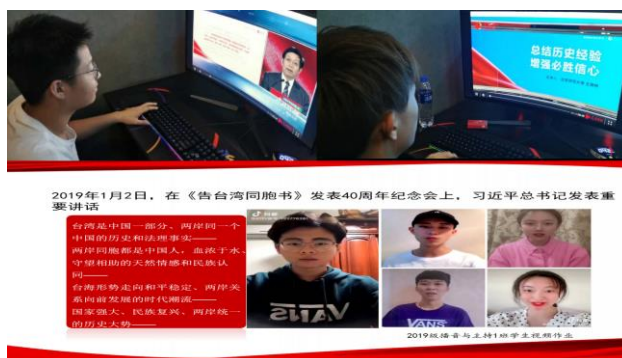 总结历史经验
增强必胜信心
2019年1月2日，在《告台湾同胞书》发表40周年纪念会上，习近平总书记发表重
要讲话
台湾是中国一部分、两岸同一个
中国的历史和法理事实——
两岸同胞都是中国人，血浓于水、
守望相助的天然情感和民族认
同——
台海形势走向和平稳定、两岸关
系向前发展的时代潮流——
国家强大、民族复兴、两岸统一
的历史大势——
抖音
VANS
VANS
2019级播音与主持1班学生视频作业